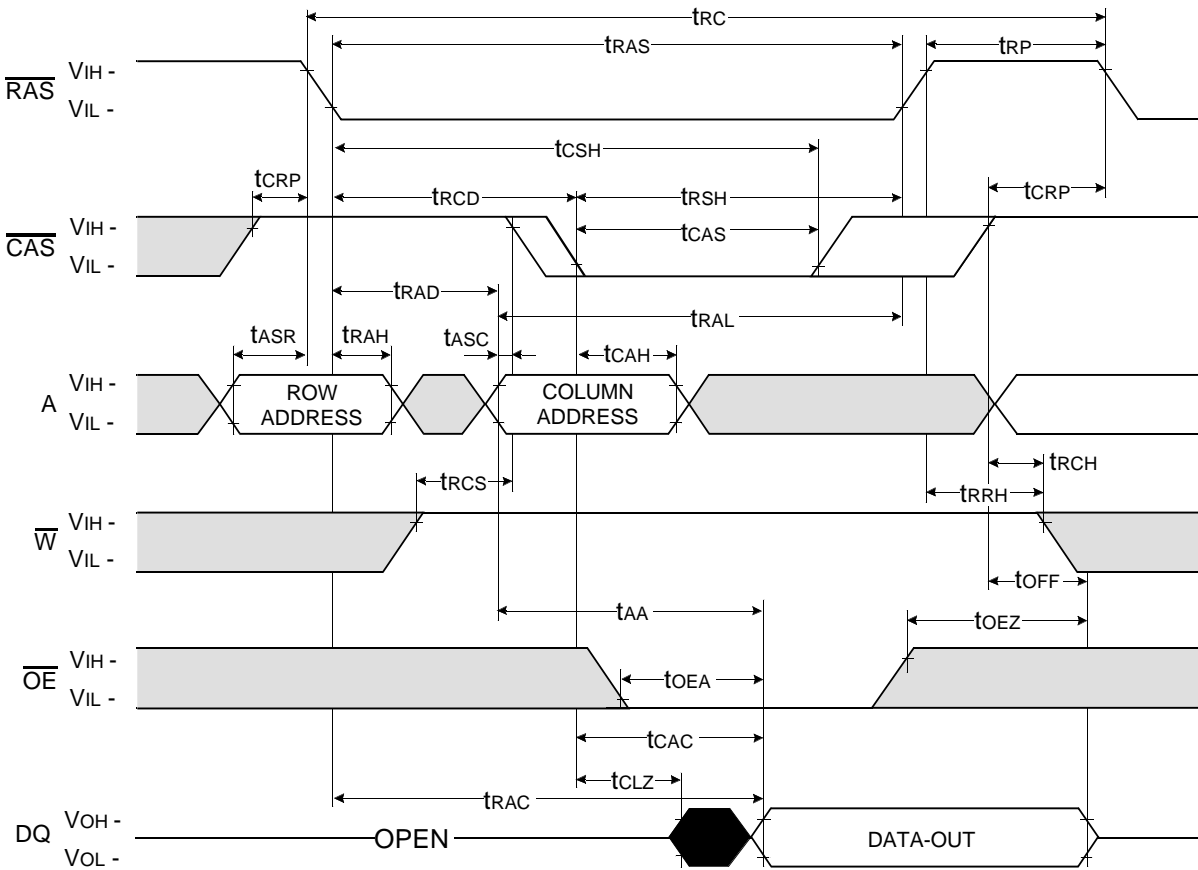 tRC
tRAS
tRP
RAS
VIH -
VIL -
tCSH
tCRP
tRCD
tRSH
tCRP
CAS
VIH -
VIL -
tCAS
tRAD
tRAL
tASR
tRAH
tASC
tCAH
A
VIH -
VIL -
ROW
ADDRESS
COLUMN
ADDRESS
tRCH
tRCS
tRRH
W
VIH -
VIL -
tOFF
tAA
tOEZ
OE
VIH -
VIL -
tOEA
tCAC
tCLZ
tRAC
DQ
VOH -
VOL -
OPEN
DATA-OUT